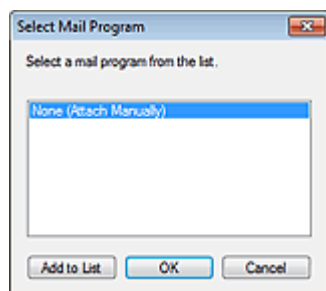 Select Mail Program
Select a mail program from the list.
None (Attach Manually)
Add to List
OK
Cancel